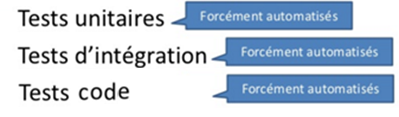 Tests unitaires Forcément automatisés
Tests d'intégration Forcément automatisés
Tests code Forcément automatisés